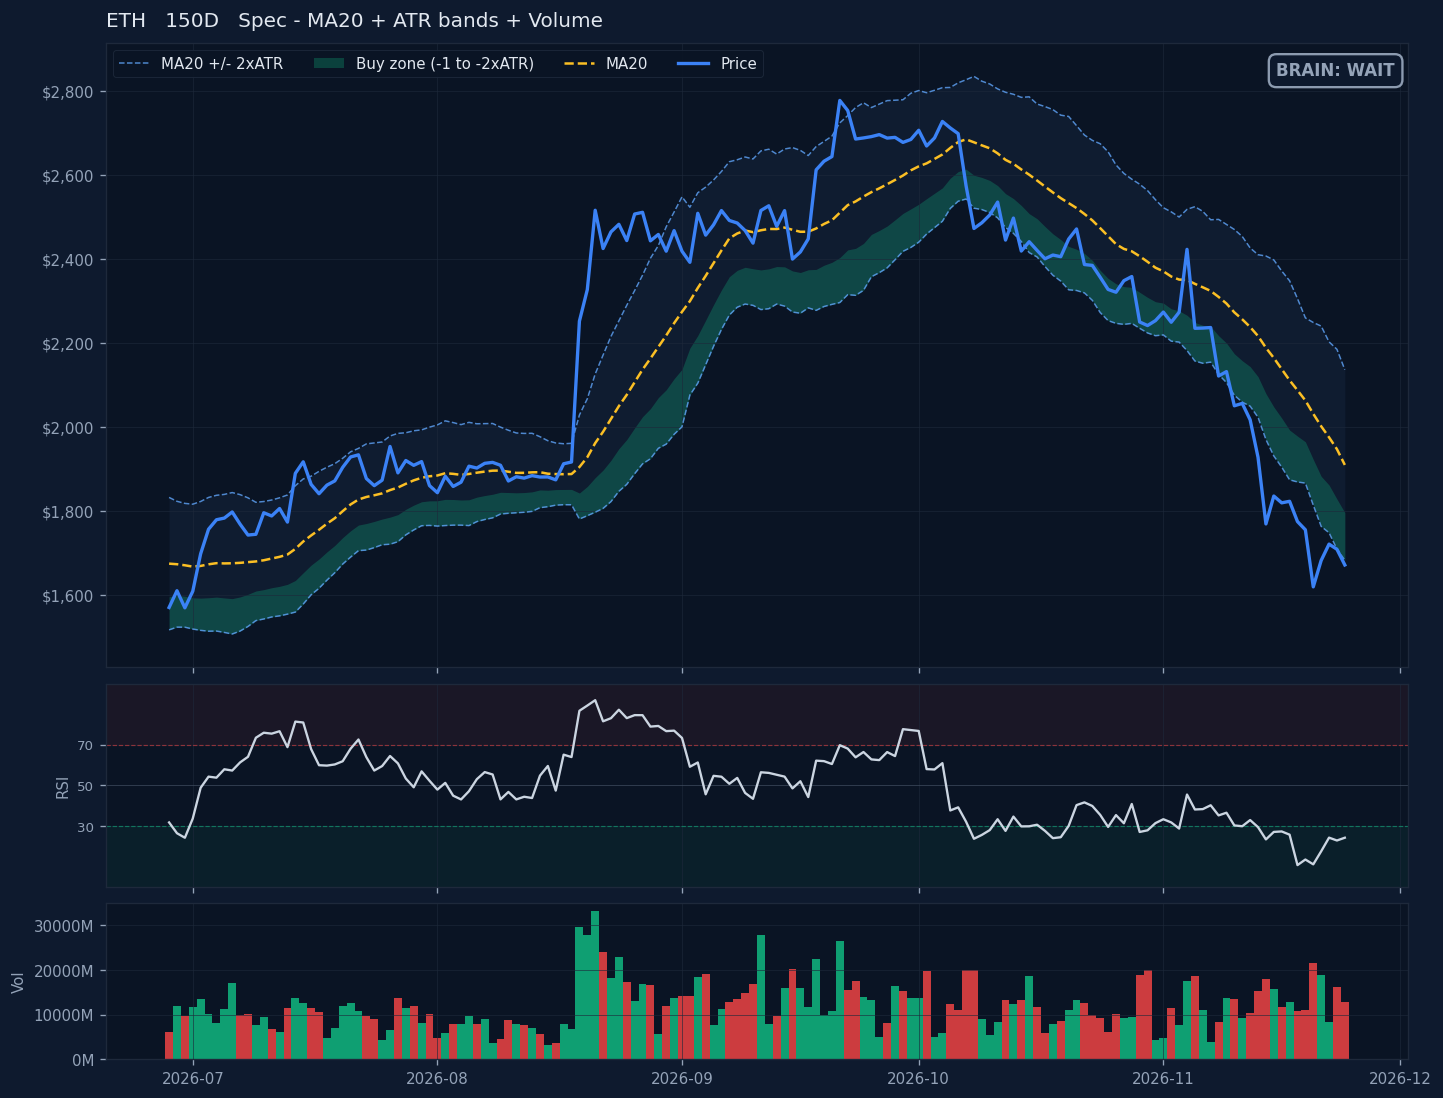 ETH   150D   Spec - MA20 + ATR bands + Volume
MA20 +/- 2xATR
Buy zone (-1 to -2xATR)
MA20
Price
BRAIN: WAIT
$2,800
$2,600
$2,400
$2,200
$2,000
$1,800
$1,600
70
50
30
RSI
30000M
20000M
10000M
0M
Vol
2026-07
2026-08
2026-09
2026-10
2026-11
2026-12